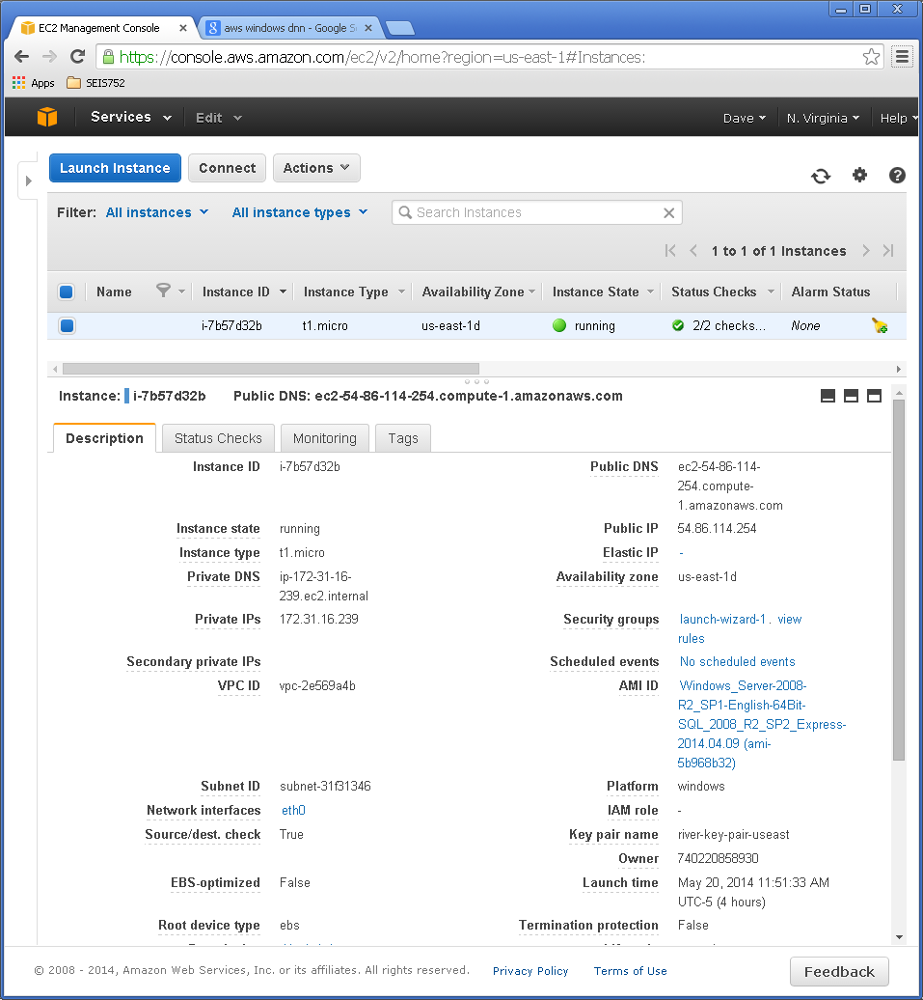 EC2 Management Console
aws windows dnn - Google S
https://console.aws.amazon.com/ec2/v2/home?region=us-east-1#Instances:
Apps SEIS752
Services Edit Dave N. Virginia Help
Launch Instance Connect Actions
Filter: All instances All instance types Search Instances
1 to 1 of 1 Instances
Name Instance ID Instance Type Availability Zone Instance State Status Checks Alarm Status
i-7b57d32b t1.micro us-east-1d running 2/2 checks... None
Instance: i-7b57d32b Public DNS: ec2-54-86-114-254.compute-1.amazonaws.com
Description Status Checks Monitoring Tags
Instance ID i-7b57d32b Public DNS ec2-54-86-114-
254.compute-
1.amazonaws.com
Instance state running Public IP 54.86.114.254
Instance type t1.micro Elastic IP -
Private DNS ip-172-31-16- Availability zone us-east-1d
239.ec2.internal
Private IPs 172.31.16.239 Security groups launch-wizard-1. view
rules
Secondary private IPs Scheduled events No scheduled events
VPC ID vpc-2e569a4b AMI ID Windows_Server-2008-
R2_SP1-English-64Bit-
SQL_2008_R2_SP2_Express-
2014.04.09 (ami-
5b968b32)
Subnet ID subnet-31f31346 Platform windows
Network interfaces eth0 IAM role -
Source/dest. check True Key pair name river-key-pair-useast
Owner 740220858930
EBS-optimized False Launch time May 20, 2014 11:51:33 AM
UTC-5 (4 hours)
Root device type ebs Termination protection False
© 2008 - 2014, Amazon Web Services, Inc. or its affiliates. All rights reserved. Privacy Policy Terms of Use Feedback